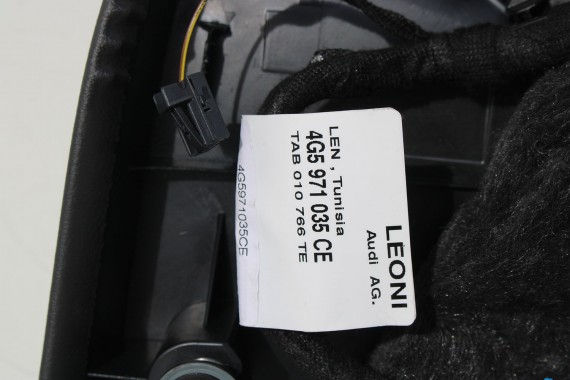 LEONI
Audi AG.
LEN , Tunisia
4G5 971 035 CE
TAB 010 766 TE
4G5971035CE